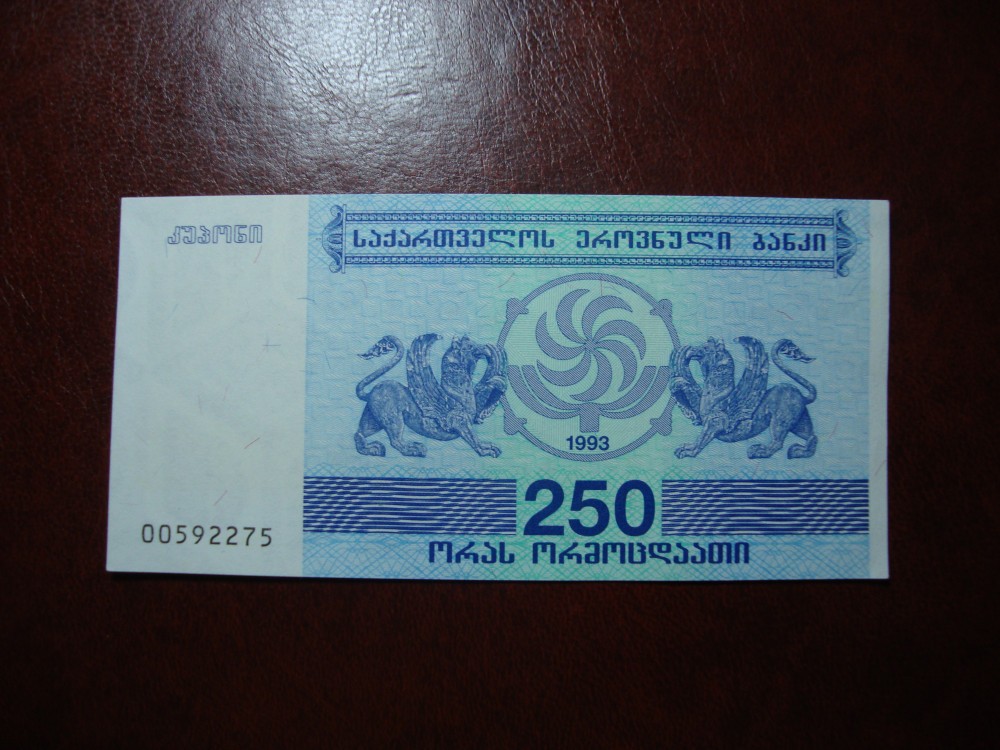 კუპონი
საქართველოს ეროვნული ბანკი
1993
250
00592275
ორას ორმოცდაათი